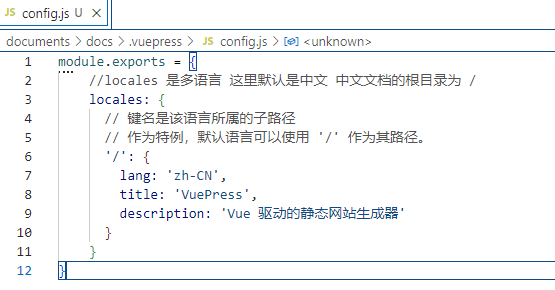 JS config.js U ×
documents > docs > .vuepress > JS config.js > <unknown>
1 module.exports = {
2 //locales 是多语言 这里默认是中文 中文文档的根目录为 /
3 locales: {
4 // 键名是该语言所属的子路径
5 // 作为特例，默认语言可以使用 '/' 作为其路径。
6 '/': {
7 lang: 'zh-CN',
8 title: 'VuePress',
9 description: 'Vue 驱动的静态网站生成器'
10 }
11 }
12 }